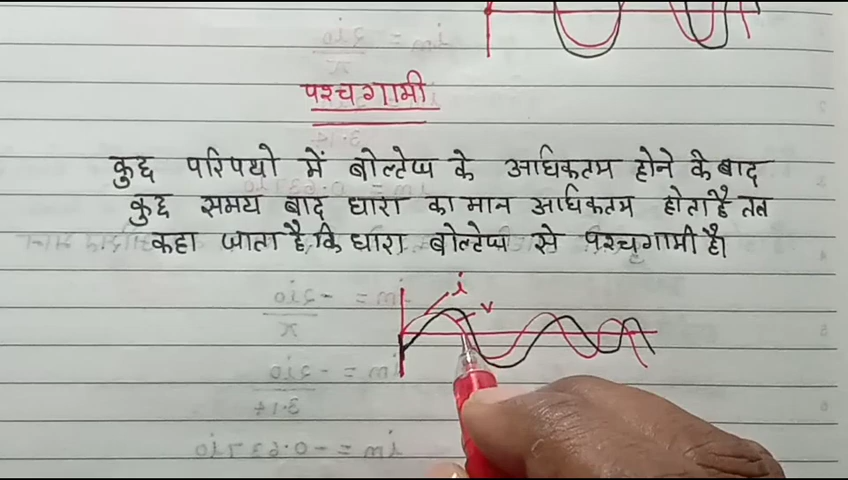 पश्चगामी
कुछ परिपथो में बोल्टेज के अधिकतम होने के बाद
कुछ समय बाद धारा का मान अधिकतम होता है तब
कहा जाता है कि धारा बोल्टेज से पश्चगामी है।
i
v